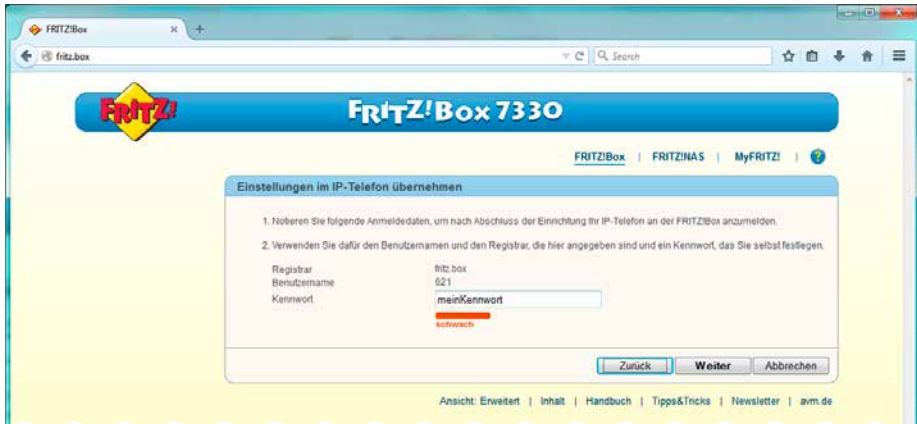 FRITZ!Box
fritz.box
Search
FRITZ!
FRITZ!Box 7330
FRITZ!Box | FRITZ!NAS | MyFRITZ! | ?
Einstellungen im IP-Telefon übernehmen
1. Notieren Sie folgende Anmeldedaten, um nach Abschluss der Einrichtung Ihr IP-Telefon an der FRITZ!Box anzumelden.
2. Verwenden Sie dafür den Benutzernamen und den Registrar, die hier angegeben sind und ein Kennwort, das Sie selbst festlegen.
Registrar fritz.box
Benutzername 621
Kennwort meinKennwort
schwach
Zurück Weiter Abbrechen
Ansicht: Erweitert | Inhalt | Handbuch | Tipps&Tricks | Newsletter | avm.de